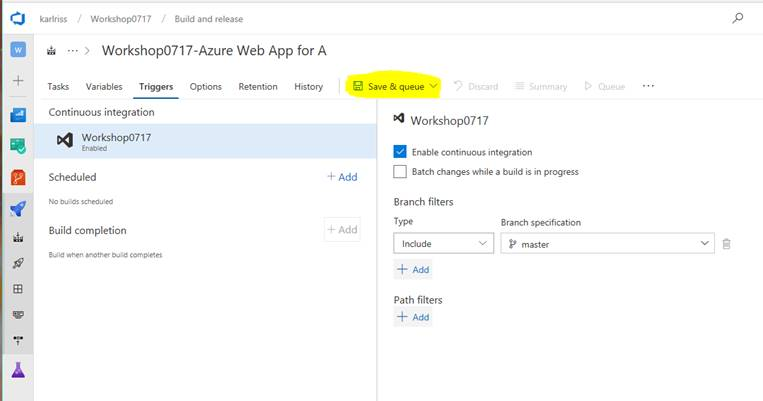 karlriss / Workshop0717 / Build and release
W
··· > Workshop0717-Azure Web App for A
Tasks Variables Triggers Options Retention History Save & queue Discard Summary Queue ···
Continuous integration
Workshop0717
Enabled
Scheduled
+ Add
No builds scheduled
Build completion
+ Add
Build when another build completes
Workshop0717
Enable continuous integration
Batch changes while a build is in progress
Branch filters
Type Branch specification
Include master
+ Add
Path filters
+ Add